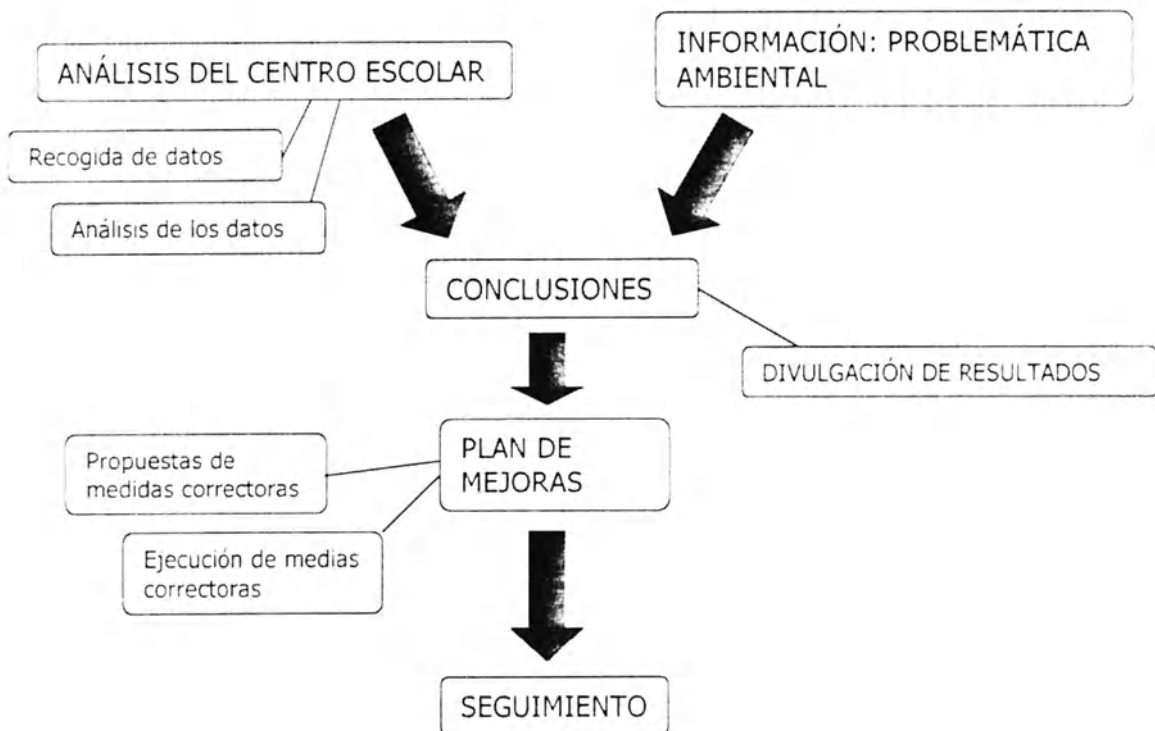 ANÁLISIS DEL CENTRO ESCOLAR
INFORMACIÓN: PROBLEMÁTICA
AMBIENTAL
Recogida de datos
Análisis de los datos
CONCLUSIONES
DIVULGACIÓN DE RESULTADOS
PLAN DE
MEJORAS
Propuestas de
medidas correctoras
Ejecución de medias
correctoras
SEGUIMIENTO